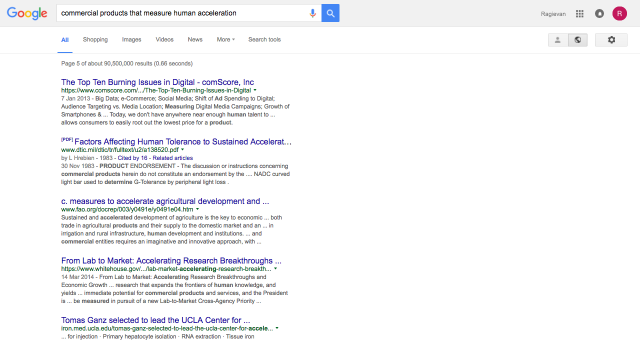 Google
commercial products that measure human acceleration
Ragisvan
R
All Shopping Images Videos News More Search tools
Page 5 of about 90,500,000 results (0.86 seconds)
The Top Ten Burning Issues in Digital - comScore, Inc
https://www.comscore.com/.../The-Top-Ten-Burning-Issues-in-Digital
7 Jan 2013 - Big Data; e-Commerce; Social Media; Shift of Ad Spending to Digital;
Audience Targeting vs. Media Location; Measuring Digital Media Campaigns; Growth of
Smartphones & ... Today, we don't have anywhere near enough human talent to ...
allows consumers to easily root out the lowest price for a product.
[PDF] Factors Affecting Human Tolerance to Sustained Accelerat...
www.dtic.mil/dtic/tr/fulltext/u2/a138520.pdf
by L Hrebien - 1983 - Cited by 16 - Related articles
30 Nov 1983 - PRODUCT ENDORSEMENT - The discussion or instructions concerning
commercial products herein do not constitute an endorsement by the .... NADC curved
light bar used to determine G-Tolerance by peripheral light loss .
c. measures to accelerate agricultural development and ...
www.fao.org/docrep/003/y0491e/y0491e04.htm
Sustained and accelerated development of agriculture is the key to economic ... both
trade in agricultural products and their supply to the domestic market and an ... in
irrigation and rural infrastructure, human development and institutions. ... and
commercial entities requires an imaginative and innovative approach, with ...
From Lab to Market: Accelerating Research Breakthroughs ...
https://www.whitehouse.gov/.../lab-market-accelerating-research-breakth...
14 Mar 2014 - From Lab to Market: Accelerating Research Breakthroughs and
Economic Growth ... research that expands the frontiers of human knowledge, and
yields ... immediate potential for commercial products and services, and the President
is ... be measured in pursuit of a new Lab-to-Market Cross-Agency Priority ...
Tomas Ganz selected to lead the UCLA Center for ...
iron.med.ucla.edu/tomas-ganz-selected-to-lead-the-ucla-center-for-accele...
... for injection · Primary hepatocyte isolation · RNA extraction · Tissue iron